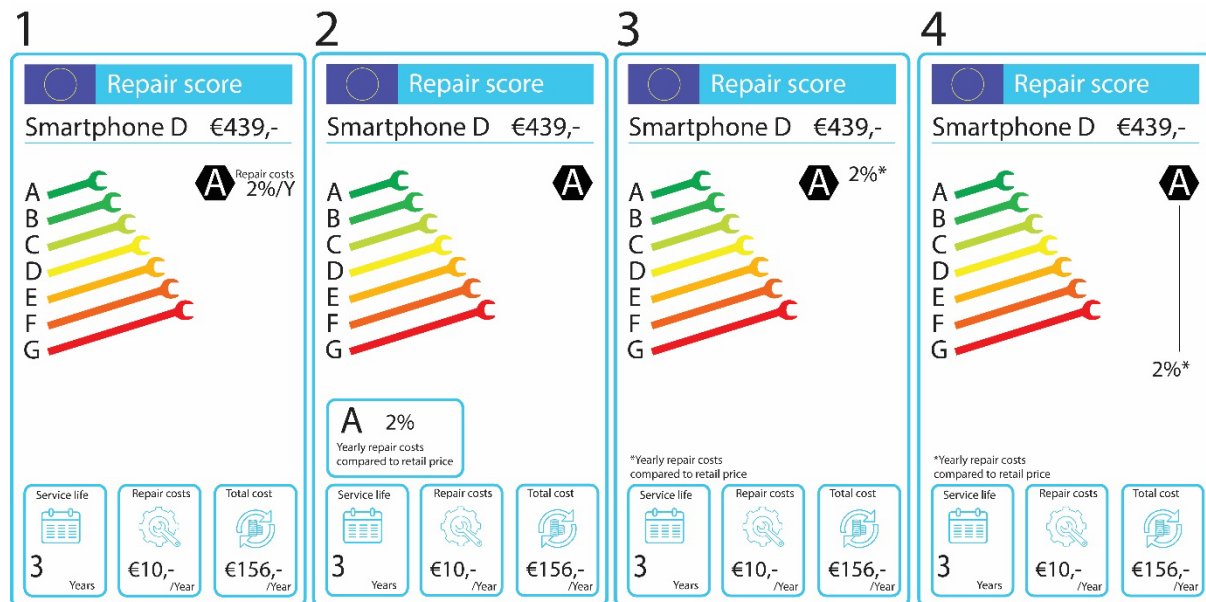 1
Repair score
Smartphone D €439,-
A
B
C
D
E
F
G
A
Repair costs
2%/Y
Service life
3
Years
Repair costs
€10,-
/Year
Total cost
€156,-
/Year
2
Repair score
Smartphone D €439,-
A
B
C
D
E
F
G
A
A 2%
Yearly repair costs
compared to retail price
Service life
3
Years
Repair costs
€10,-
/Year
Total cost
€156,-
/Year
3
Repair score
Smartphone D €439,-
A
B
C
D
E
F
G
A 2%*
*Yearly repair costs
compared to retail price
Service life
3
Years
Repair costs
€10,-
/Year
Total cost
€156,-
/Year
4
Repair score
Smartphone D €439,-
A
B
C
D
E
F
G
A
2%*
*Yearly repair costs
compared to retail price
Service life
3
Years
Repair costs
€10,-
/Year
Total cost
€156,-
/Year